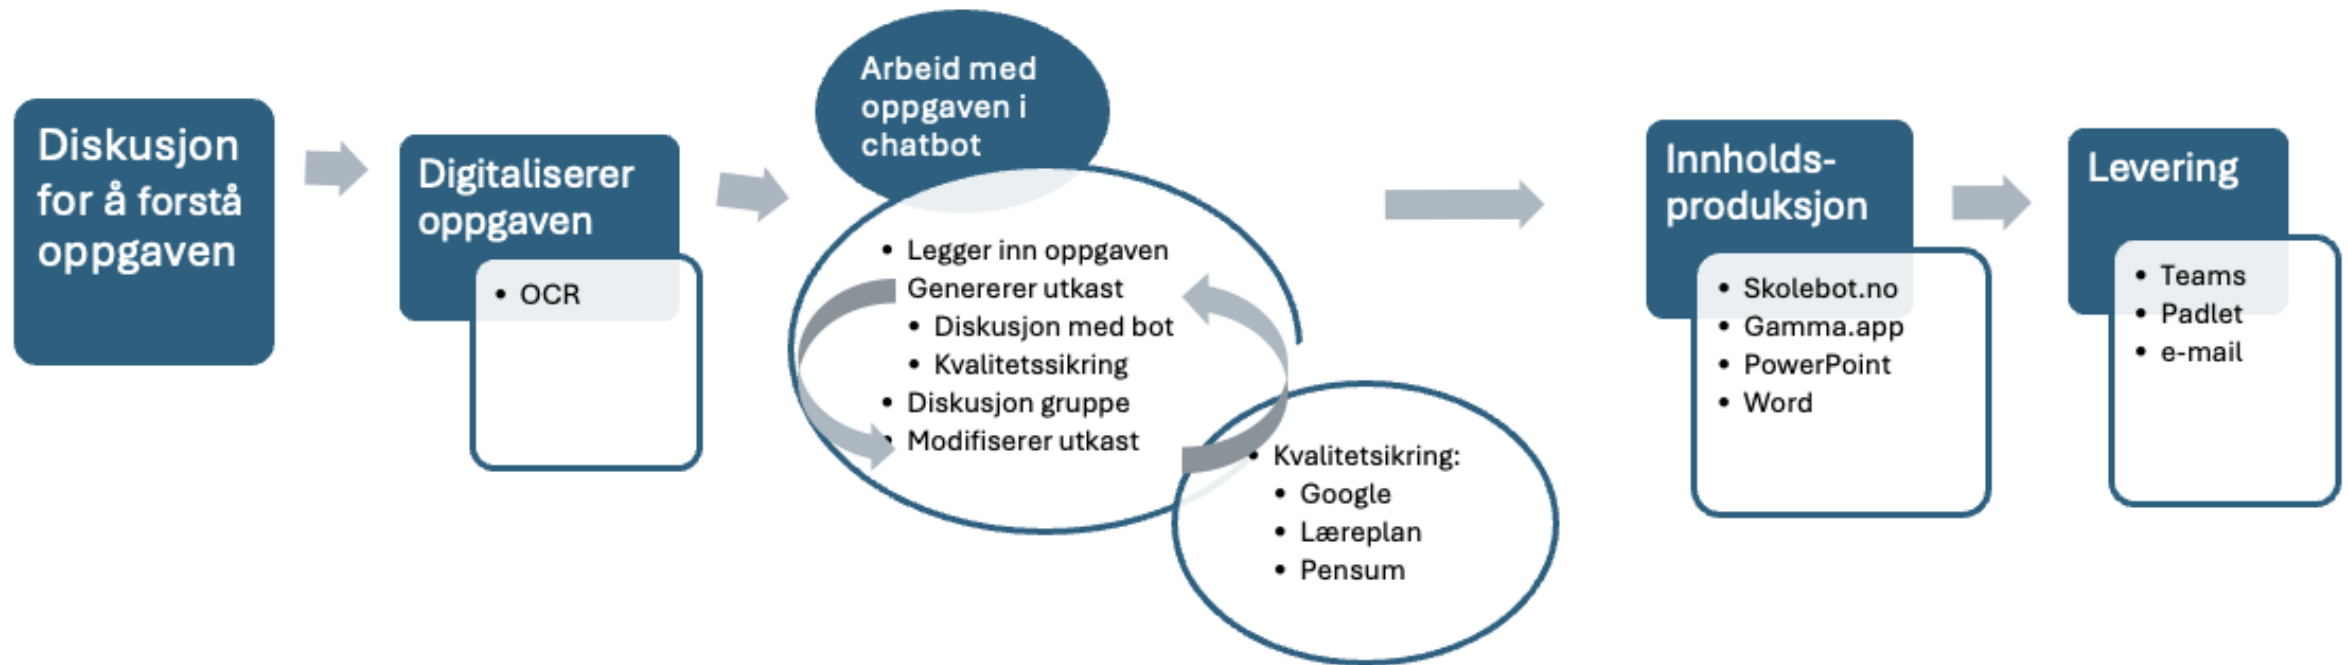 Diskusjon
for å forstå
oppgaven
Digitaliserer
oppgaven
• OCR
Arbeid med
oppgaven i
chatbot
• Legger inn oppgaven
Genererer utkast
• Diskusjon med bot
• Kvalitetssikring
• Diskusjon gruppe
• Modifiserer utkast
• Kvalitetsikring:
• Google
• Læreplan
• Pensum
Innholds-
produksjon
• Skolebot.no
• Gamma.app
• PowerPoint
• Word
Levering
• Teams
• Padlet
• e-mail